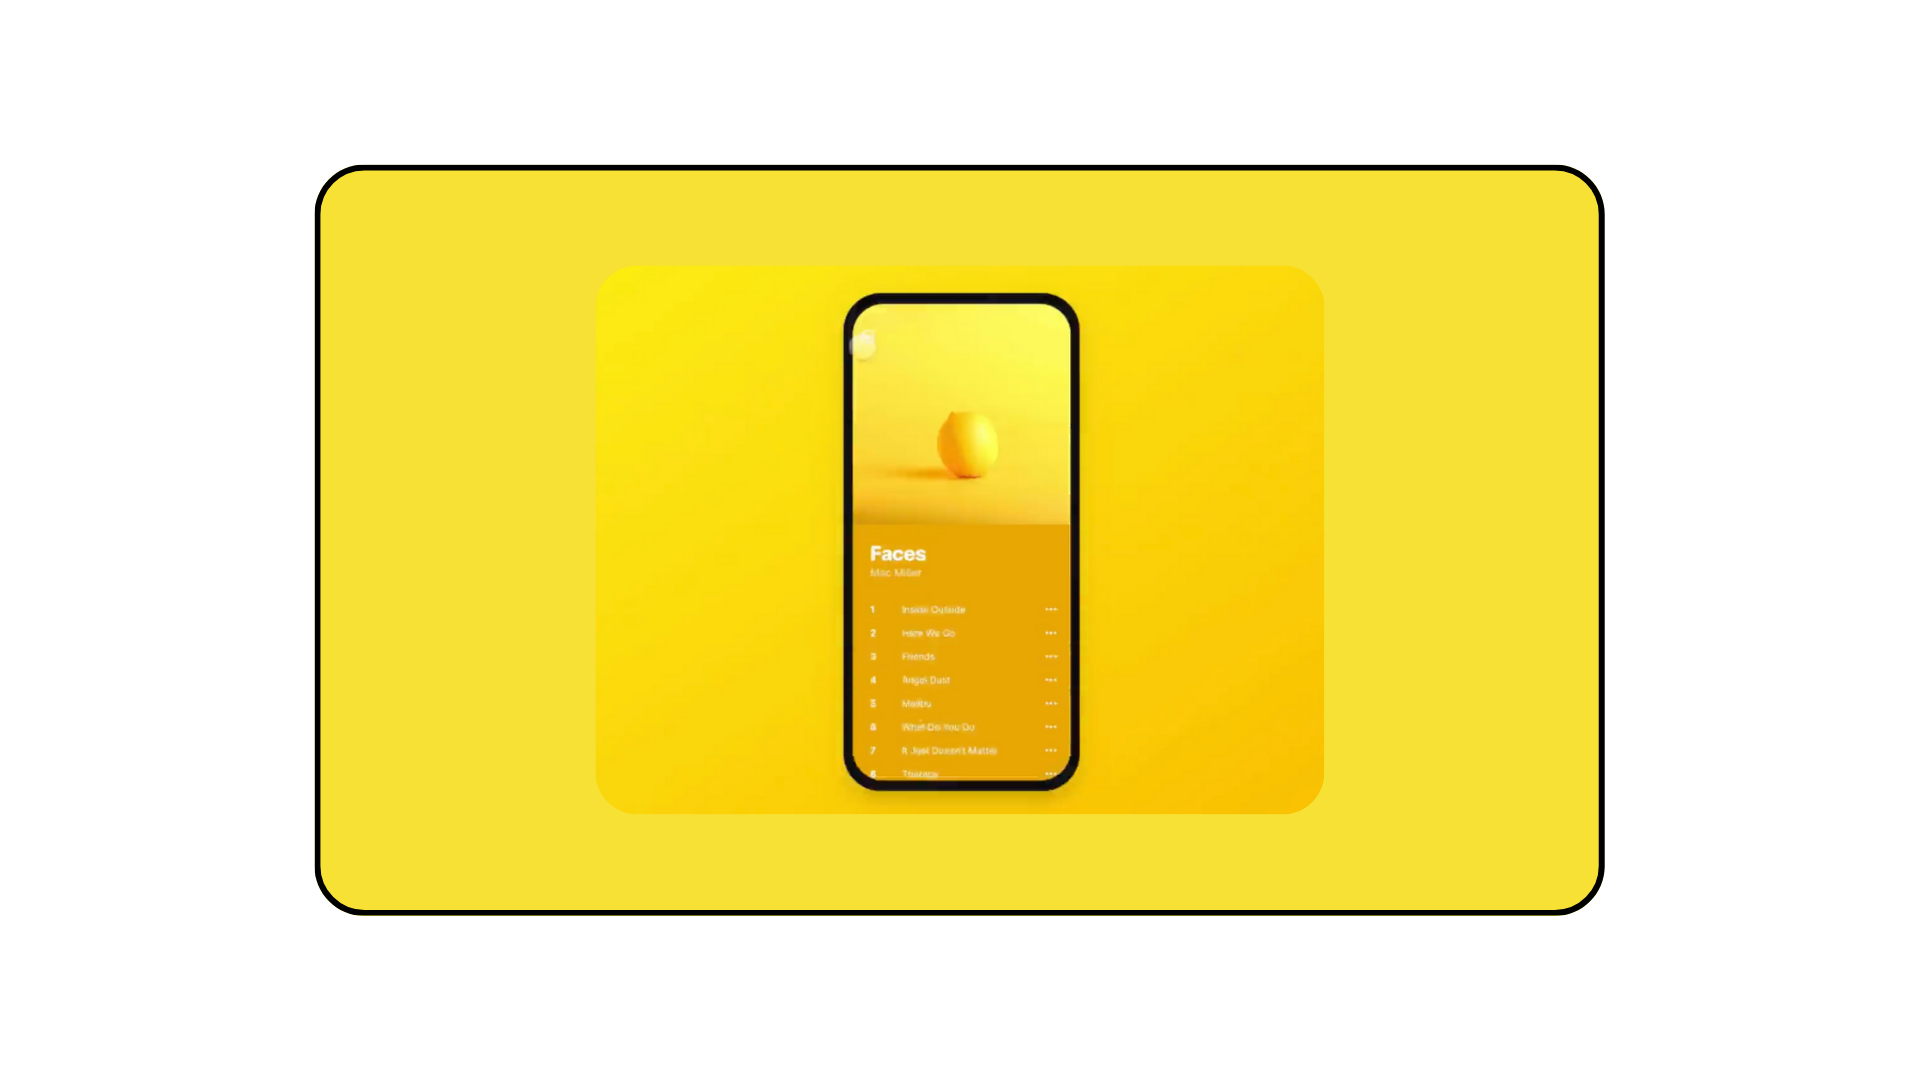 Faces
Mac Miller
1 Inside Outside •••
2 Here We Go •••
3 Friends •••
4 Angel Dust •••
5 Malibu •••
6 What Do You Do •••
7 It Just Doesn't Matter •••
8 Therapy •••